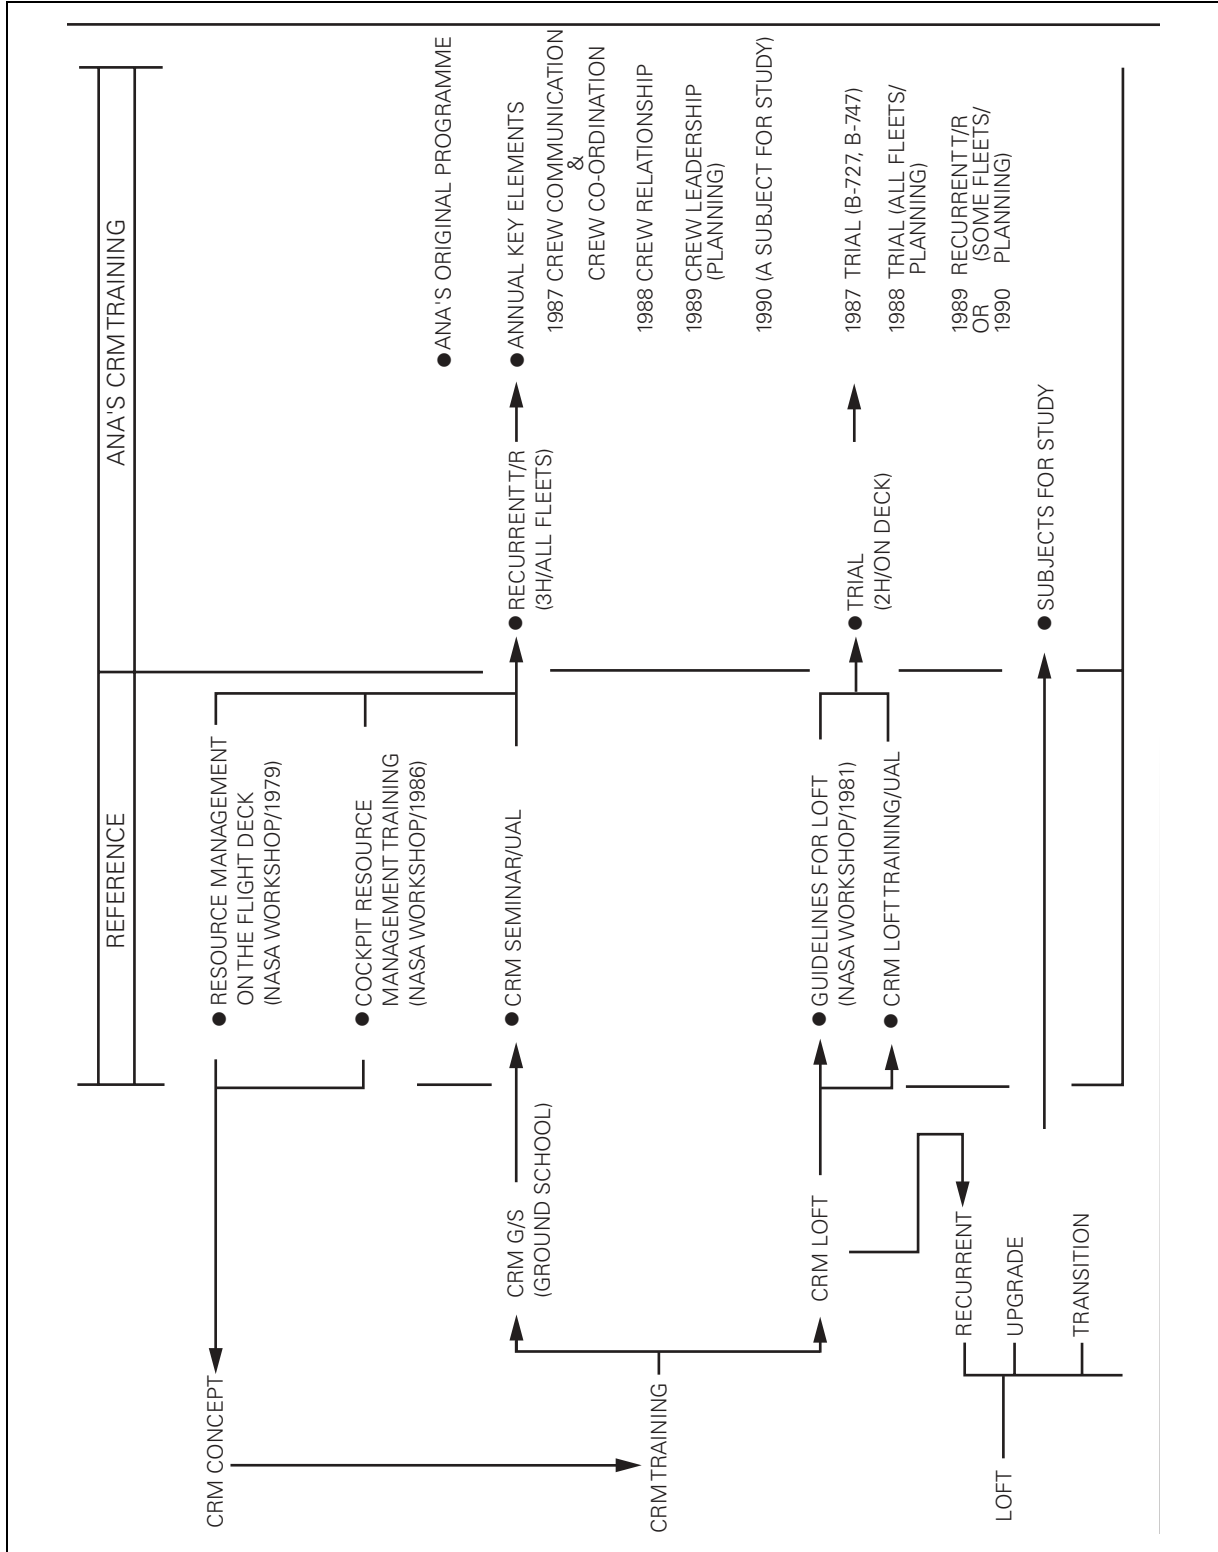 REFERENCE
ANA'S CRM TRAINING
CRM CONCEPT
● RESOURCE MANAGEMENT
ON THE FLIGHT DECK
(NASA WORKSHOP/1979)
● COCKPIT RESOURCE
MANAGEMENT TRAINING
(NASA WORKSHOP/1986)
● ANA'S ORIGINAL PROGRAMME
CRM TRAINING
CRM G/S
(GROUND SCHOOL)
● CRM SEMINAR/UAL
● RECURRENT T/R
(3H/ALL FLEETS)
● ANNUAL KEY ELEMENTS
1987 CREW COMMUNICATION
&
CREW CO-ORDINATION
1988 CREW RELATIONSHIP
1989 CREW LEADERSHIP
(PLANNING)
1990 (A SUBJECT FOR STUDY)
CRM LOFT
● GUIDELINES FOR LOFT
(NASA WORKSHOP/1981)
● CRM LOFT TRAINING/UAL
● TRIAL
(2H/ON DECK)
1987 TRIAL (B-727, B-747)
1988 TRIAL (ALL FLEETS/
PLANNING)
1989 RECURRENT T/R
OR (SOME FLEETS/
1990 PLANNING)
LOFT
RECURRENT
UPGRADE
TRANSITION
● SUBJECTS FOR STUDY